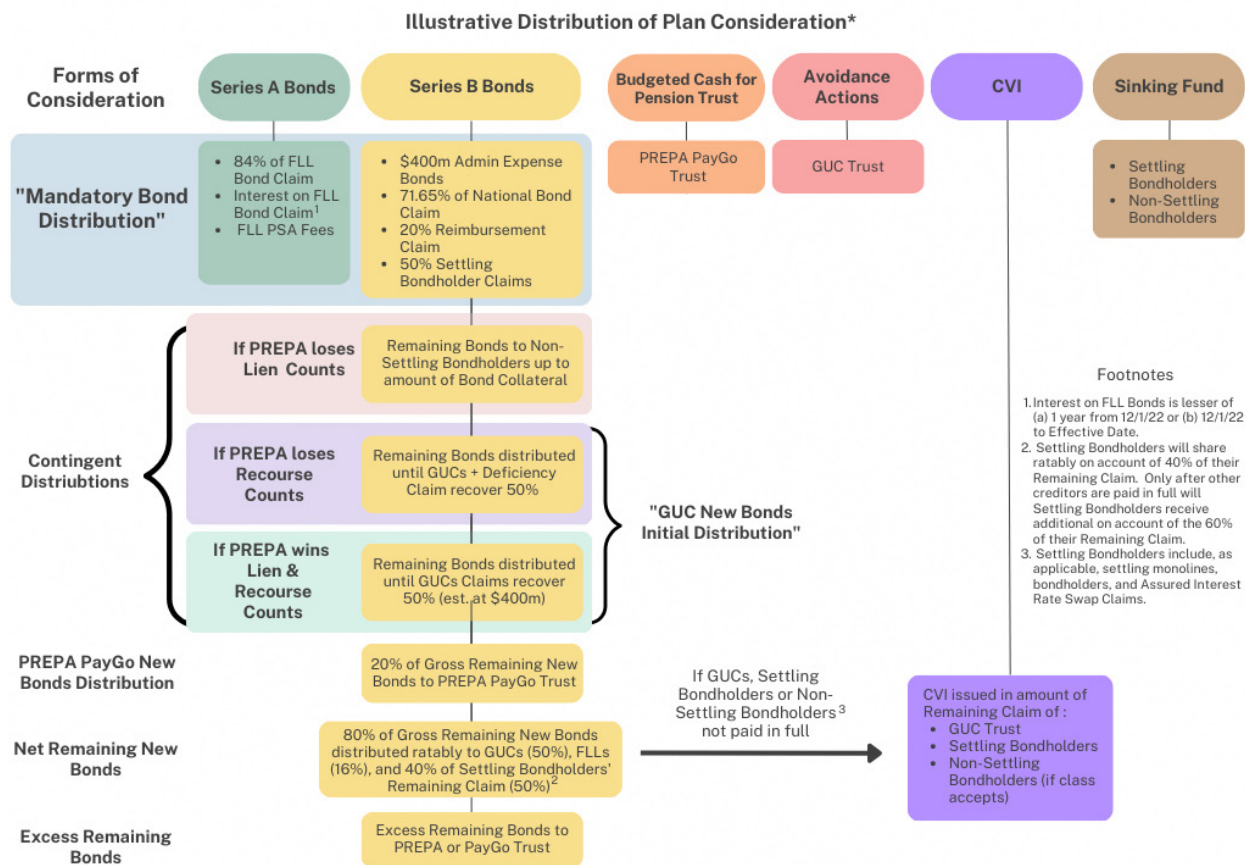 Illustrative Distribution of Plan Consideration*
Forms of
Consideration
Series A Bonds
Series B Bonds
Budgeted Cash for
Pension Trust
Avoidance
Actions
CVI
Sinking Fund
"Mandatory Bond
Distribution"
• 84% of FLL
Bond Claim
• Interest on FLL
Bond Claim1
• FLL PSA Fees
• $400m Admin Expense
Bonds
• 71.65% of National Bond
Claim
• 20% Reimbursement
Claim
• 50% Settling
Bondholder Claims
PREPA PayGo
Trust
GUC Trust
• Settling
Bondholders
• Non-Settling
Bondholders
Contingent
Distriubtions
If PREPA loses
Lien Counts
Remaining Bonds to Non-
Settling Bondholders up to
amount of Bond Collateral
If PREPA loses
Recourse
Counts
Remaining Bonds distributed
until GUCs + Deficiency
Claim recover 50%
If PREPA wins
Lien &
Recourse
Counts
Remaining Bonds distributed
until GUCs Claims recover
50% (est. at $400m)
"GUC New Bonds
Initial Distribution"
Footnotes
1. Interest on FLL Bonds is lesser of
(a) 1 year from 12/1/22 or (b) 12/1/22
to Effective Date.
2. Settling Bondholders will share
ratably on account of 40% of their
Remaining Claim. Only after other
creditors are paid in full will
Settling Bondholders receive
additional on account of the 60%
of their Remaining Claim.
3. Settling Bondholders include, as
applicable, settling monolines,
bondholders, and Assured Interest
Rate Swap Claims.
PREPA PayGo New
Bonds Distribution
20% of Gross Remaining New
Bonds to PREPA PayGo Trust
Net Remaining New
Bonds
80% of Gross Remaining New Bonds
distributed ratably to GUCs (50%), FLLs
(16%), and 40% of Settling Bondholders'
Remaining Claim (50%)2
If GUCs, Settling
Bondholders or Non-
Settling Bondholders3
not paid in full
CVI issued in amount of
Remaining Claim of :
• GUC Trust
• Settling Bondholders
• Non-Settling
Bondholders (if class
accepts)
Excess Remaining
Bonds
Excess Remaining Bonds to
PREPA or PayGo Trust